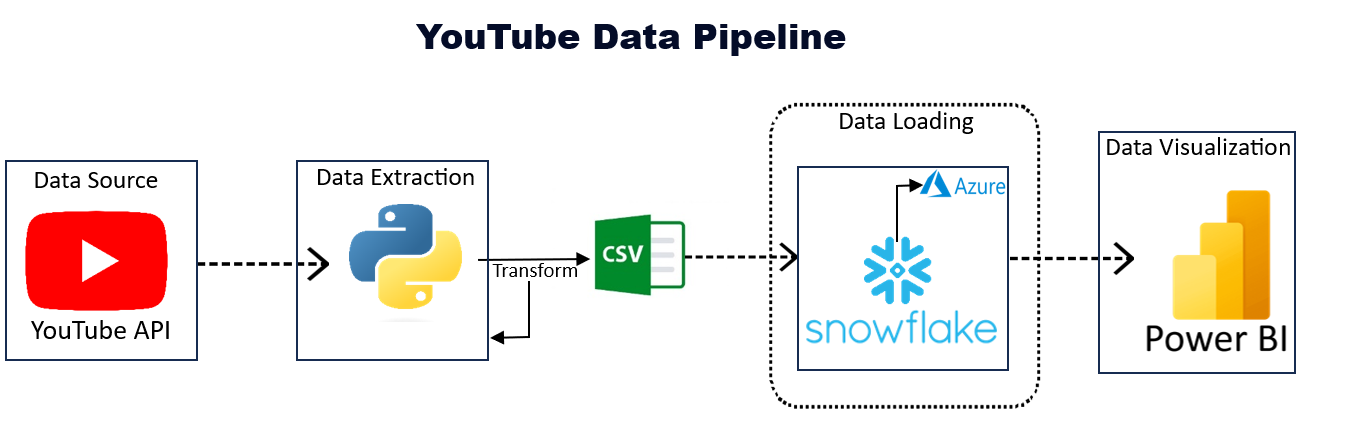 YouTube Data Pipeline
Data Source
YouTube API
Data Extraction
Transform
CSV
Data Loading
Azure
snowflake
Data Visualization
Power BI